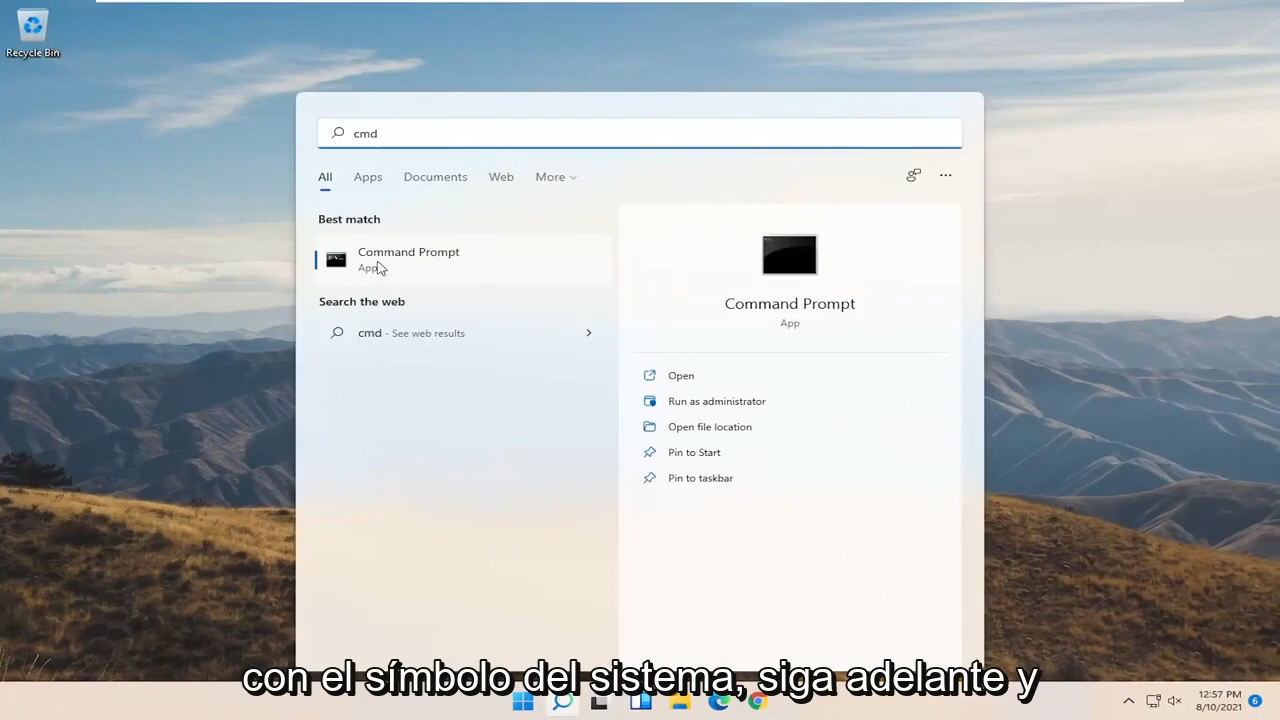 Recycle Bin
cmd
All Apps Documents Web More
Best match
Command Prompt
App
Search the web
cmd - See web results
Command Prompt
App
Open
Run as administrator
Open file location
Pin to Start
Pin to taskbar
con el símbolo del sistema, siga adelante y
12:57 PM
8/10/2021
6